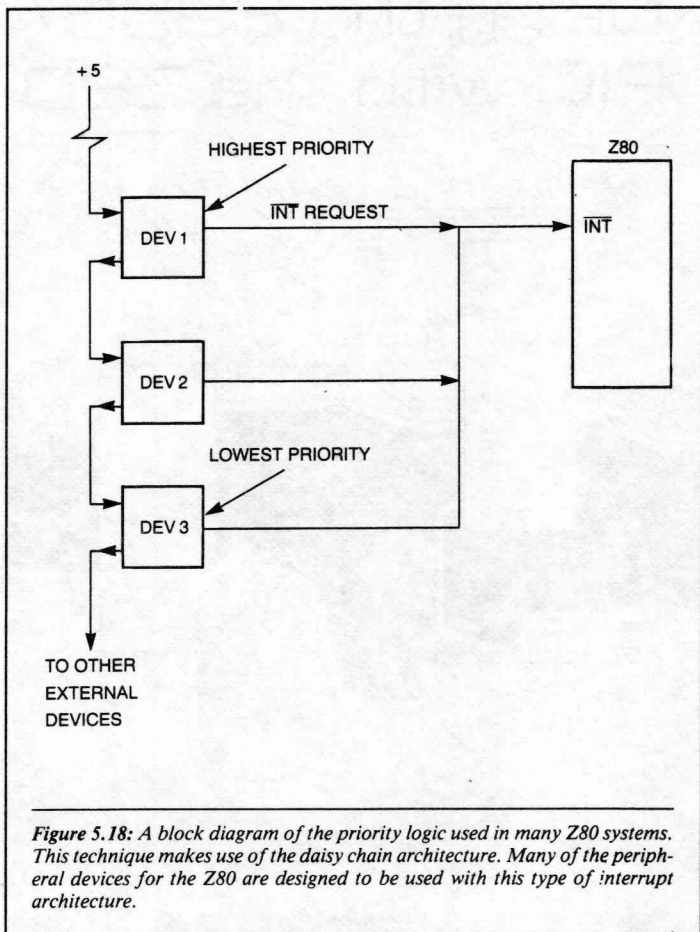 +5
Z80
HIGHEST PRIORITY
I̅N̅T̅ REQUEST
I̅N̅T̅
DEV 1
DEV 2
LOWEST PRIORITY
DEV 3
TO OTHER
EXTERNAL
DEVICES
Figure 5.18: A block diagram of the priority logic used in many Z80 systems.
This technique makes use of the daisy chain architecture. Many of the periph-
eral devices for the Z80 are designed to be used with this type of interrupt
architecture.